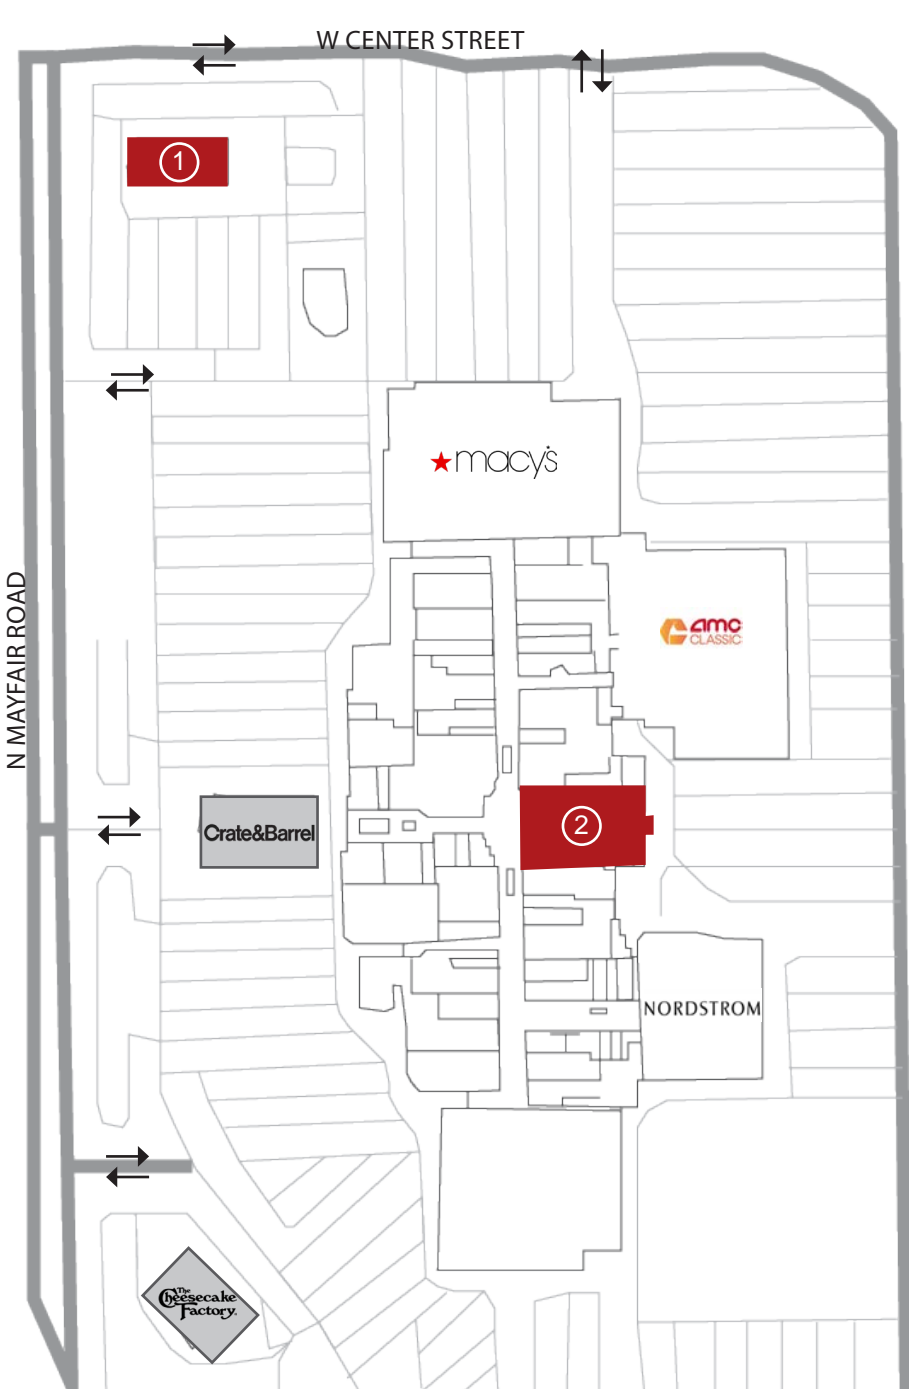 W CENTER STREET
1
macy's
N MAYFAIR ROAD
amc
CLASSIC
Crate&Barrel
2
NORDSTROM
The
Cheesecake
Factory.